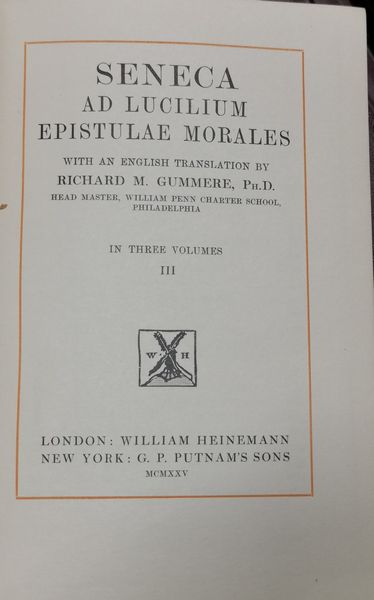 SENECA
AD LUCILIUM
EPISTULAE MORALES
WITH AN ENGLISH TRANSLATION BY
RICHARD M. GUMMERE, PH.D.
HEAD MASTER, WILLIAM PENN CHARTER SCHOOL,
PHILADELPHIA
IN THREE VOLUMES
III
W H
LONDON: WILLIAM HEINEMANN
NEW YORK: G. P. PUTNAM'S SONS
MCMXXV